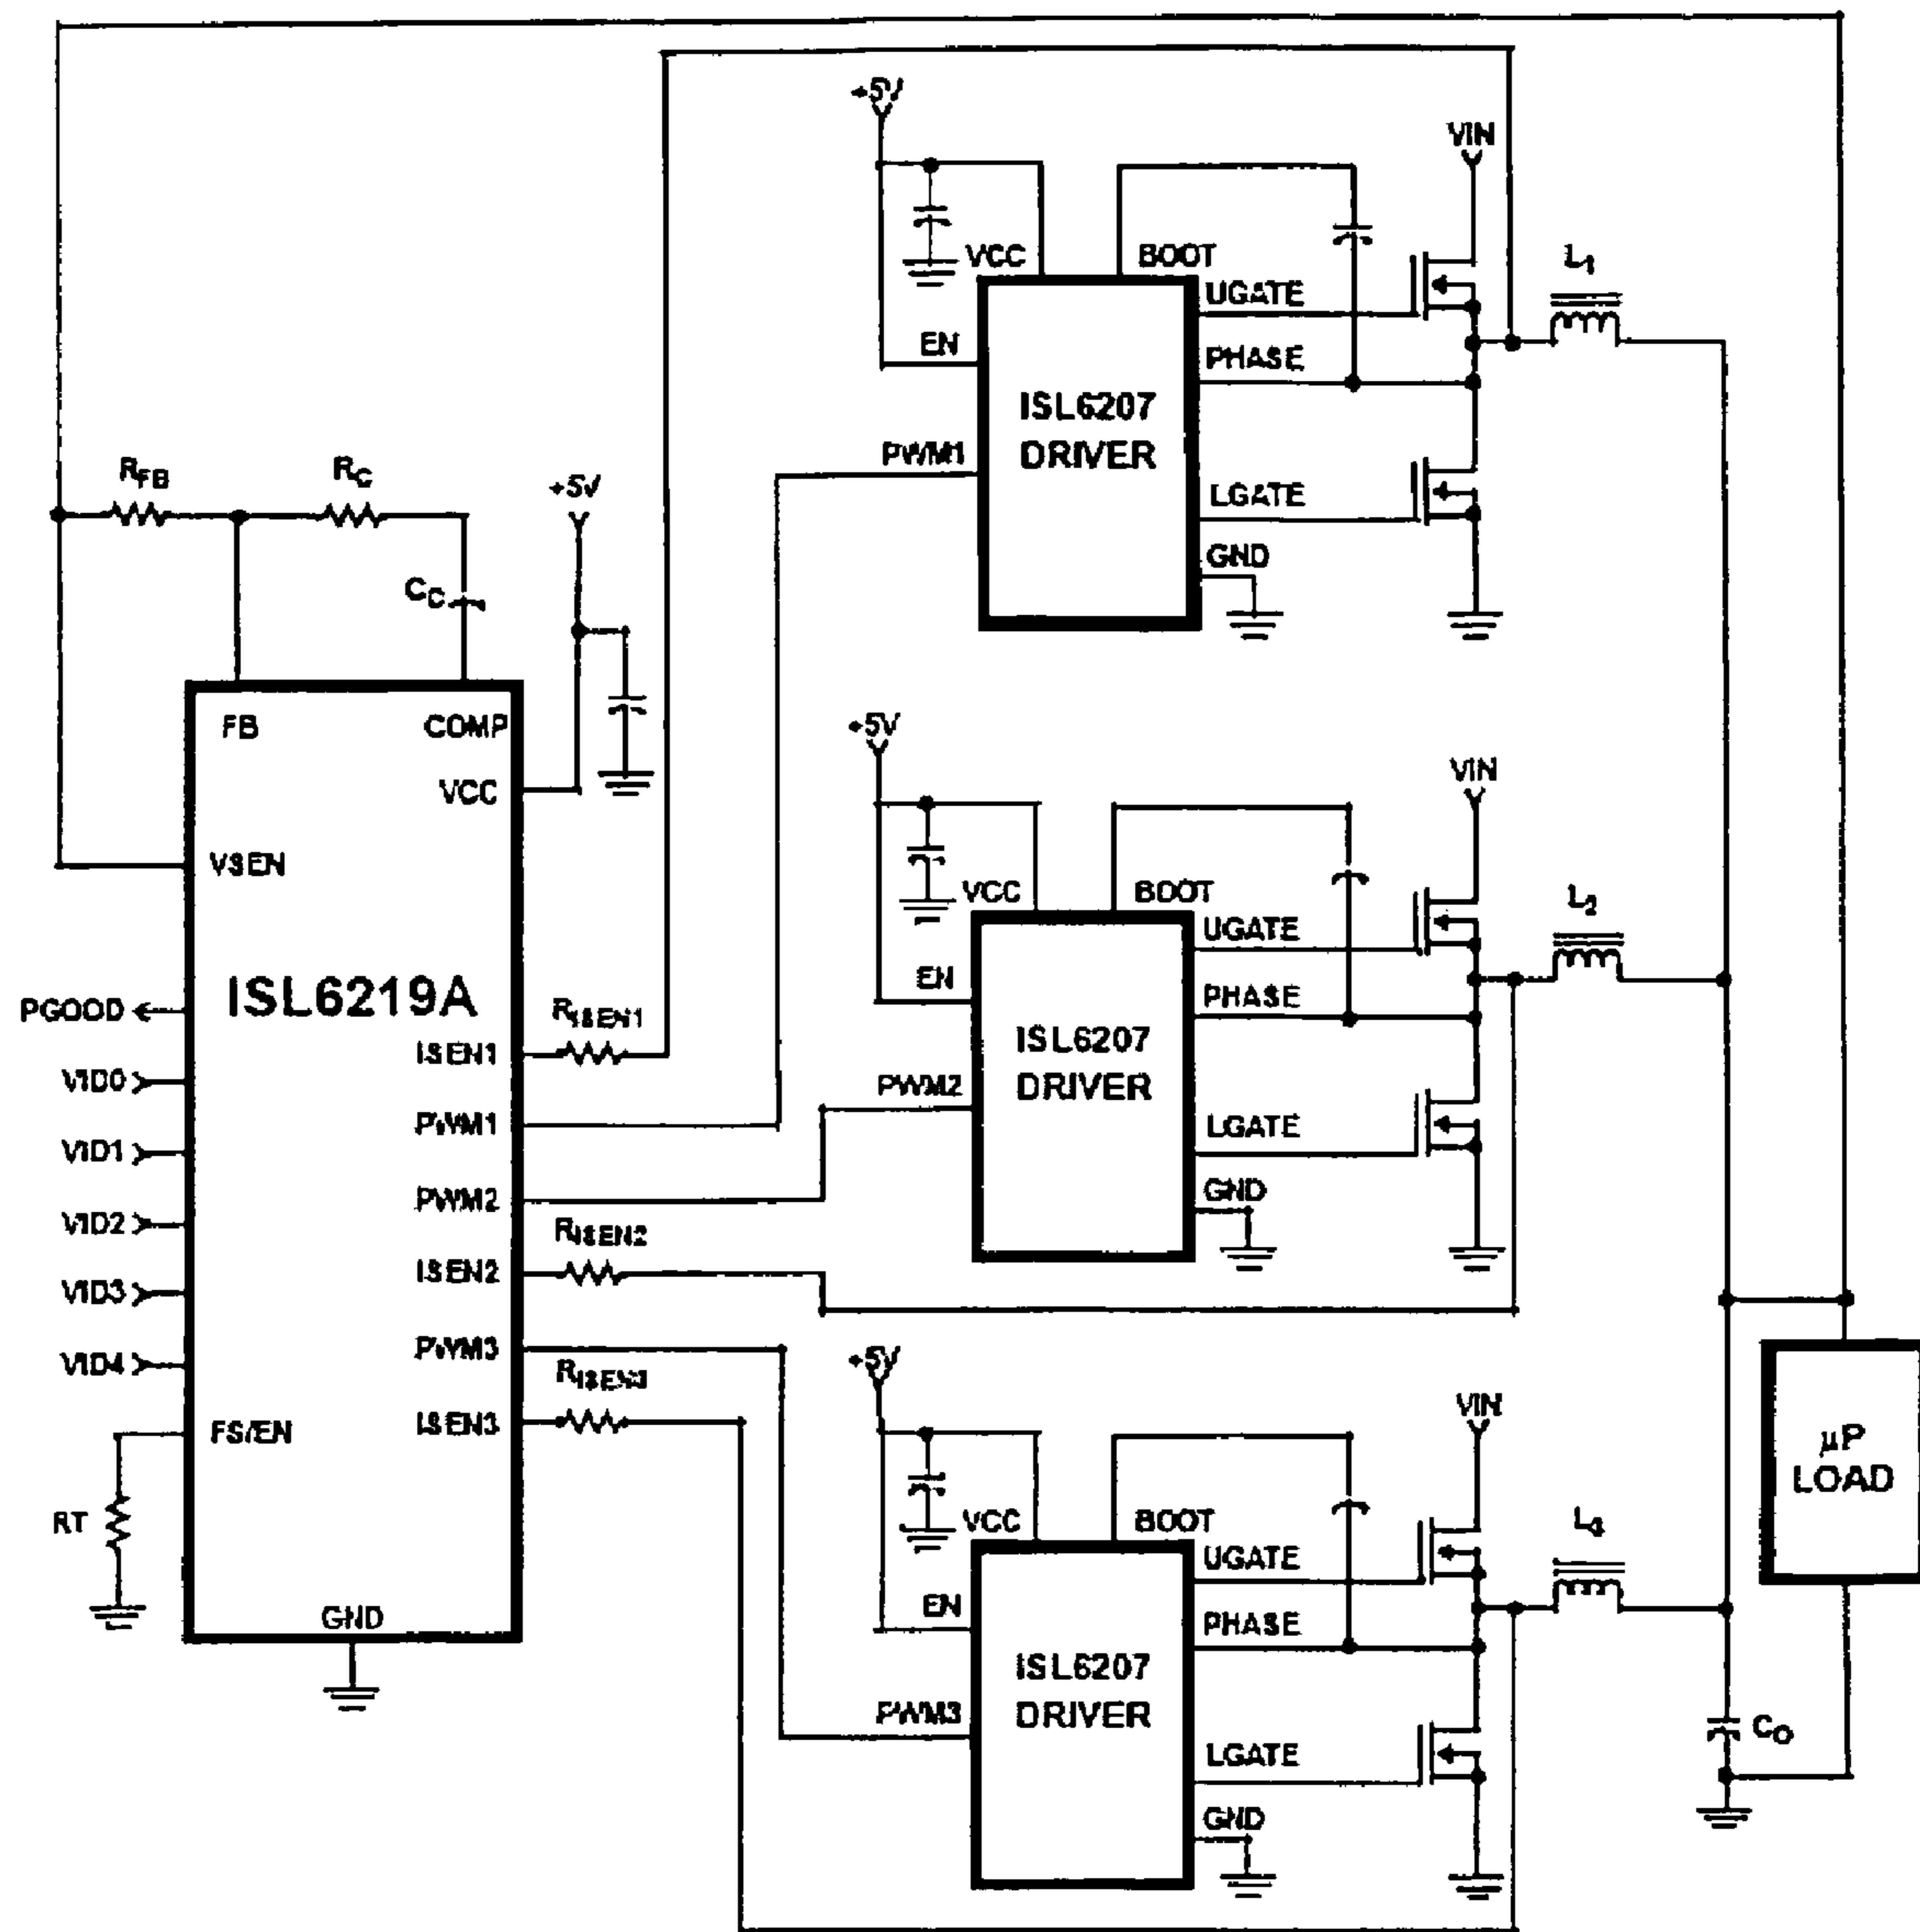 +5V
VIN
VCC
BOOT
L1
UGATE
EN
PHASE
ISL6207
DRIVER
PWM1
LGATE
GND
RFB
RC
+5V
CC
FB
COMP
VCC
VSEN
ISL6219A
PGOOD
VID0
VID1
VID2
VID3
VID4
FS/EN
RT
GND
ISEN1
RISEN1
PWM1
PWM2
RISEN2
ISEN2
PWM3
RISEN3
ISEN3
+5V
VIN
VCC
BOOT
L2
UGATE
EN
PHASE
ISL6207
DRIVER
PWM2
LGATE
GND
+5V
VIN
VCC
BOOT
L3
UGATE
EN
PHASE
ISL6207
DRIVER
PWM3
LGATE
GND
µP
LOAD
CO